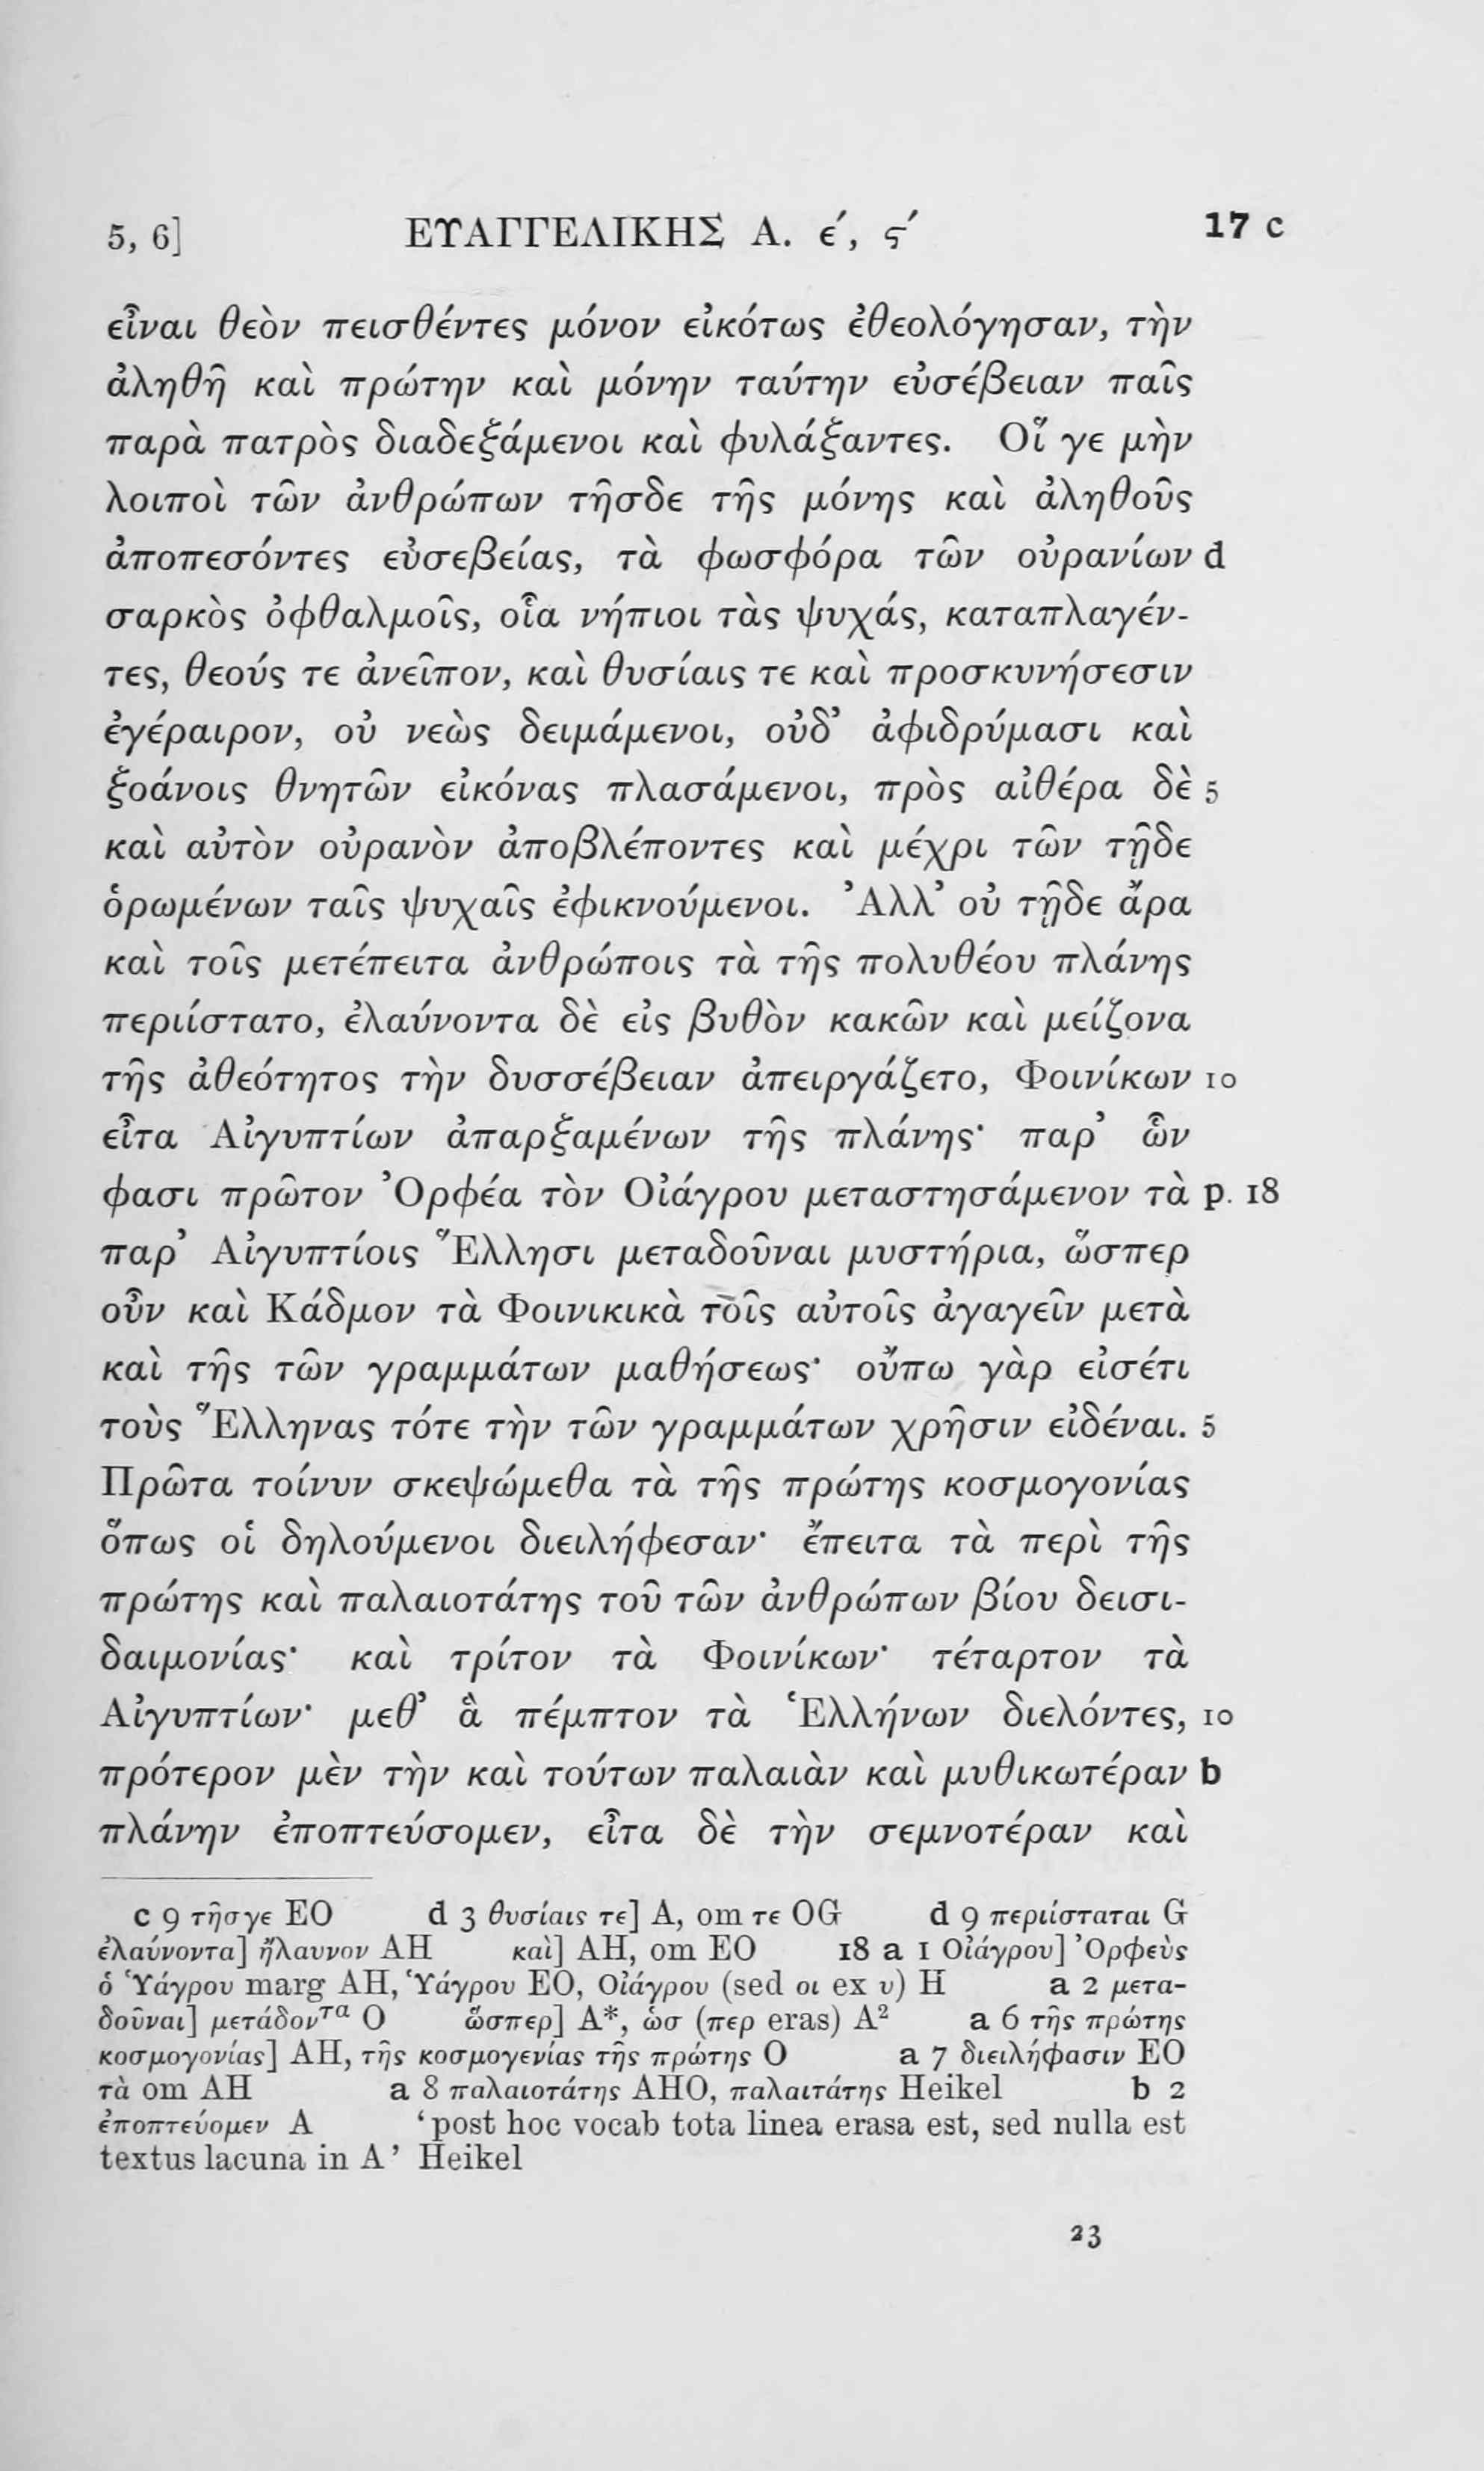 5, 6] ΕΥΑΓΓΕΛΙΚΗΣ Α. ε´, ϛ´ 17 c
εἶναι θεὸν πεισθέντες μόνον εἰκότως ἐθεολόγησαν, τὴν
ἀληθῆ καὶ πρώτην καὶ μόνην ταύτην εὐσέβειαν παῖς
παρὰ πατρὸς διαδεξάμενοι καὶ φυλάξαντες. Οἵ γε μὴν
λοιποὶ τῶν ἀνθρώπων τῆσδε τῆς μόνης καὶ ἀληθοῦς
ἀποπεσόντες εὐσεβείας, τὰ φωσφόρα τῶν οὐρανίων d
σαρκὸς ὀφθαλμοῖς, οἷα νήπιοι τὰς ψυχάς, καταπλαγέν-
τες, θεούς τε ἀνεῖπον, καὶ θυσίαις τε καὶ προσκυνήσεσιν
ἐγέραιρον, οὐ νεὼς δειμάμενοι, οὐδ’ ἀφιδρύμασι καὶ
ξοάνοις θνητῶν εἰκόνας πλασάμενοι, πρὸς αἰθέρα δὲ 5
καὶ αὐτὸν οὐρανὸν ἀποβλέποντες καὶ μέχρι τῶν τῇδε
ὁρωμένων ταῖς ψυχαῖς ἐφικνούμενοι. Ἀλλ’ οὐ τῇδε ἄρα
καὶ τοῖς μετέπειτα ἀνθρώποις τὰ τῆς πολυθέου πλάνης
περιίστατο, ἐλαύνοντα δὲ εἰς βυθὸν κακῶν καὶ μείζονα
τῆς ἀθεότητος τὴν δυσσέβειαν ἀπειργάζετο, Φοινίκων 10
εἶτα Αἰγυπτίων ἀπαρξαμένων τῆς πλάνης· παρ’ ὧν
φασι πρῶτον Ὀρφέα τὸν Οἰάγρου μεταστησάμενον τὰ p. 18
παρ’ Αἰγυπτίοις Ἕλλησι μεταδοῦναι μυστήρια, ὥσπερ
οὖν καὶ Κάδμον τὰ Φοινικικὰ τοῖς αὐτοῖς ἀγαγεῖν μετὰ
καὶ τῆς τῶν γραμμάτων μαθήσεως· οὔπω γὰρ εἰσέτι
τοὺς Ἕλληνας τότε τὴν τῶν γραμμάτων χρῆσιν εἰδέναι. 5
Πρῶτα τοίνυν σκεψώμεθα τὰ τῆς πρώτης κοσμογονίας
ὅπως οἱ δηλούμενοι διειλήφεσαν· ἔπειτα τὰ περὶ τῆς
πρώτης καὶ παλαιοτάτης τοῦ τῶν ἀνθρώπων βίου δεισι-
δαιμονίας· καὶ τρίτον τὰ Φοινίκων· τέταρτον τὰ
Αἰγυπτίων· μεθ’ ἃ πέμπτον τὰ Ἑλλήνων διελόντες, 10
πρότερον μὲν τὴν καὶ τούτων παλαιὰν καὶ μυθικωτέραν b
πλάνην ἐποπτεύσομεν, εἶτα δὲ τὴν σεμνοτέραν καὶ
c 9 τῆσγε EO d 3 θυσίαις τε] A, om τε OG d 9 περιίσταται G
ἐλαύνοντα] ἤλαυνον AH καὶ] AH, om EO 18 a 1 Οἰάγρου] Ὀρφεὺς
ὁ Ὑάγρου marg AH, Ὑάγρου EO, Οἰάγρου (sed οι ex υ) H a 2 μετα-
δοῦναι] μετάδοντα O ὥσπερ] A*, ὡσ (περ eras) A² a 6 τῆς πρώτης
κοσμογονίας] AH, τῆς κοσμογενίας τῆς πρώτης O a 7 διειλήφασιν EO
τὰ om AH a 8 παλαιοτάτης AHO, παλαιτάτης Heikel b 2
ἐποπτεύομεν A ‘post hoc vocab tota linea erasa est, sed nulla est
textus lacuna in A’ Heikel
23